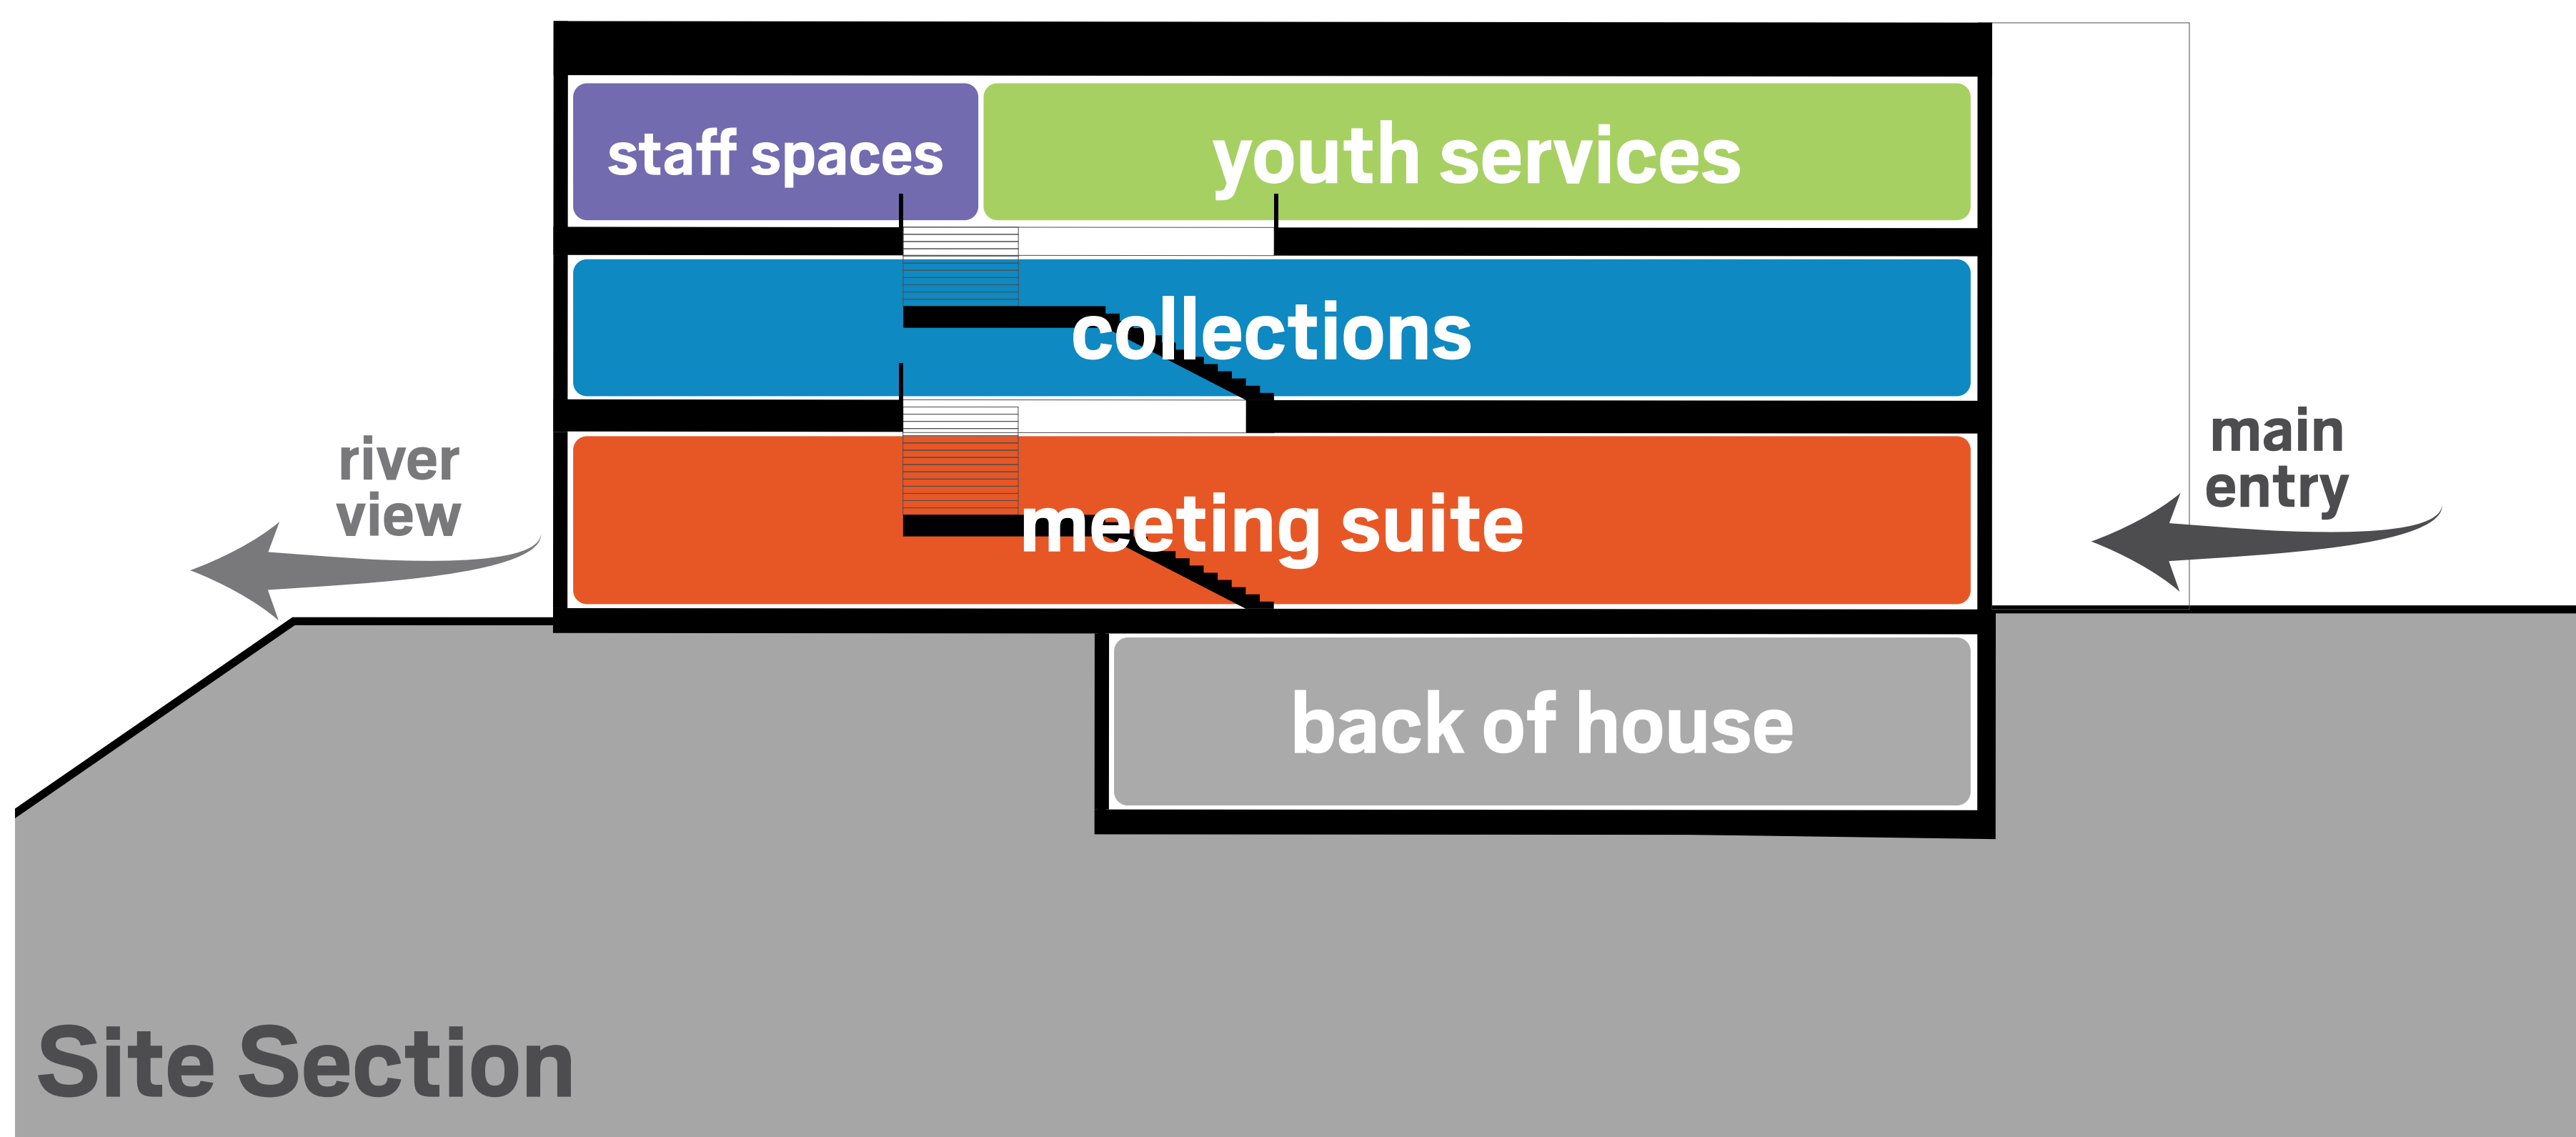 staff spaces
youth services
collections
river
view
main
entry
meeting suite
back of house
Site Section